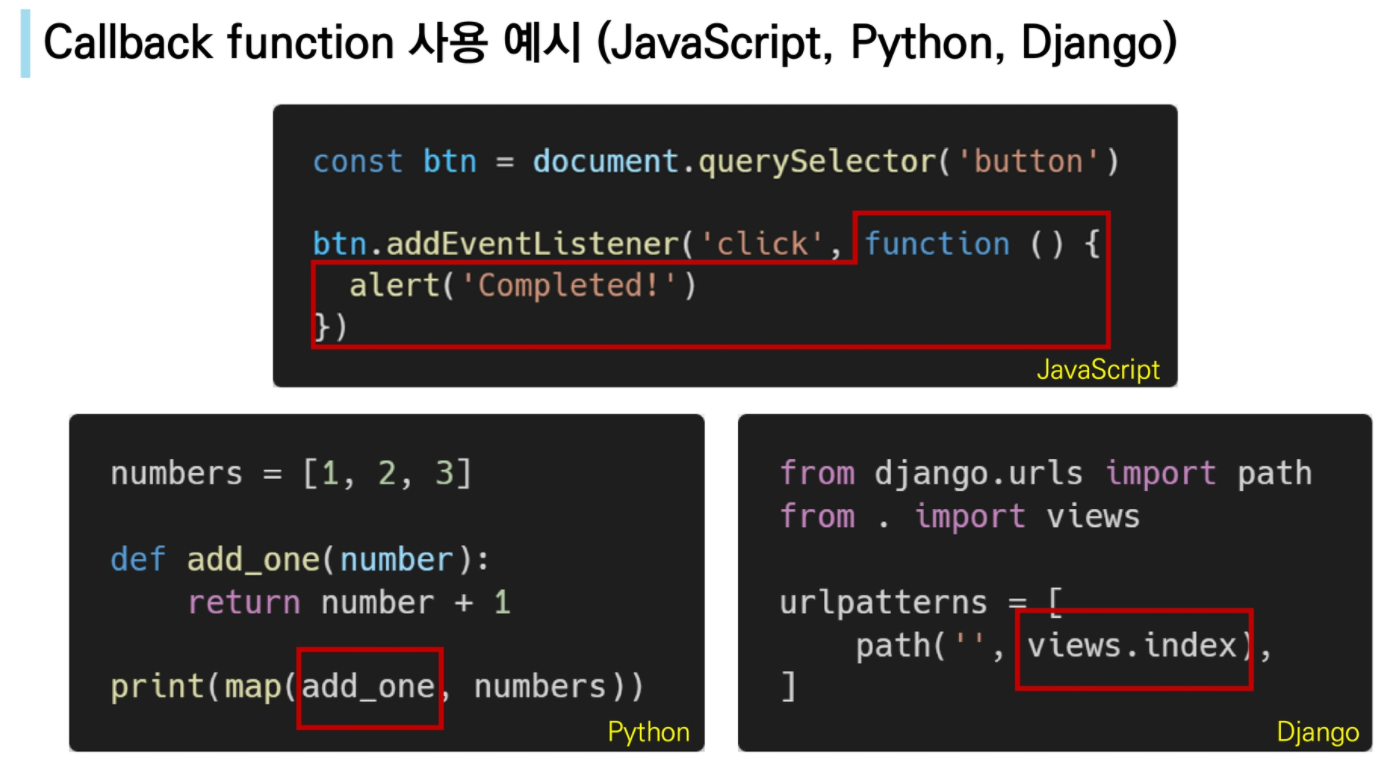 Callback function 사용 예시 (JavaScript, Python, Django)
const btn = document.querySelector('button')
btn.addEventListener('click', function () {
  alert('Completed!')
})
JavaScript
numbers = [1, 2, 3]
def add_one(number):
    return number + 1
print(map(add_one, numbers))
Python
from django.urls import path
from . import views
urlpatterns = [
    path('', views.index),
]
Django